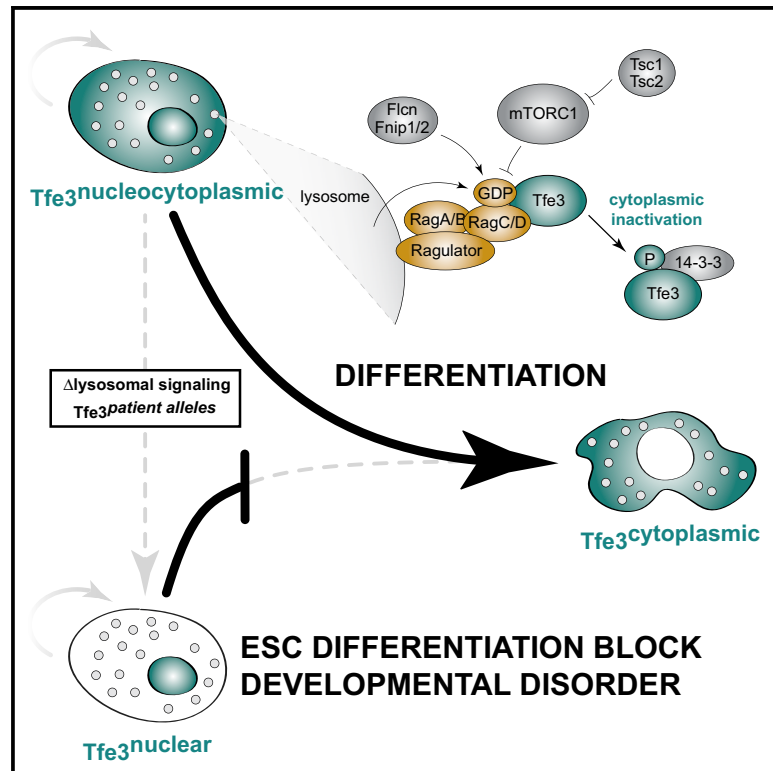 Tsc1
Tsc2
Flcn
Fnip1/2
mTORC1
lysosome
GDP
Tfe3
RagA/B
RagC/D
Ragulator
cytoplasmic
inactivation
P
14-3-3
Tfe3
Tfe3nucleocytoplasmic
DIFFERENTIATION
Δlysosomal signaling
Tfe3patient alleles
Tfe3cytoplasmic
ESC DIFFERENTIATION BLOCK
DEVELOPMENTAL DISORDER
Tfe3nuclear